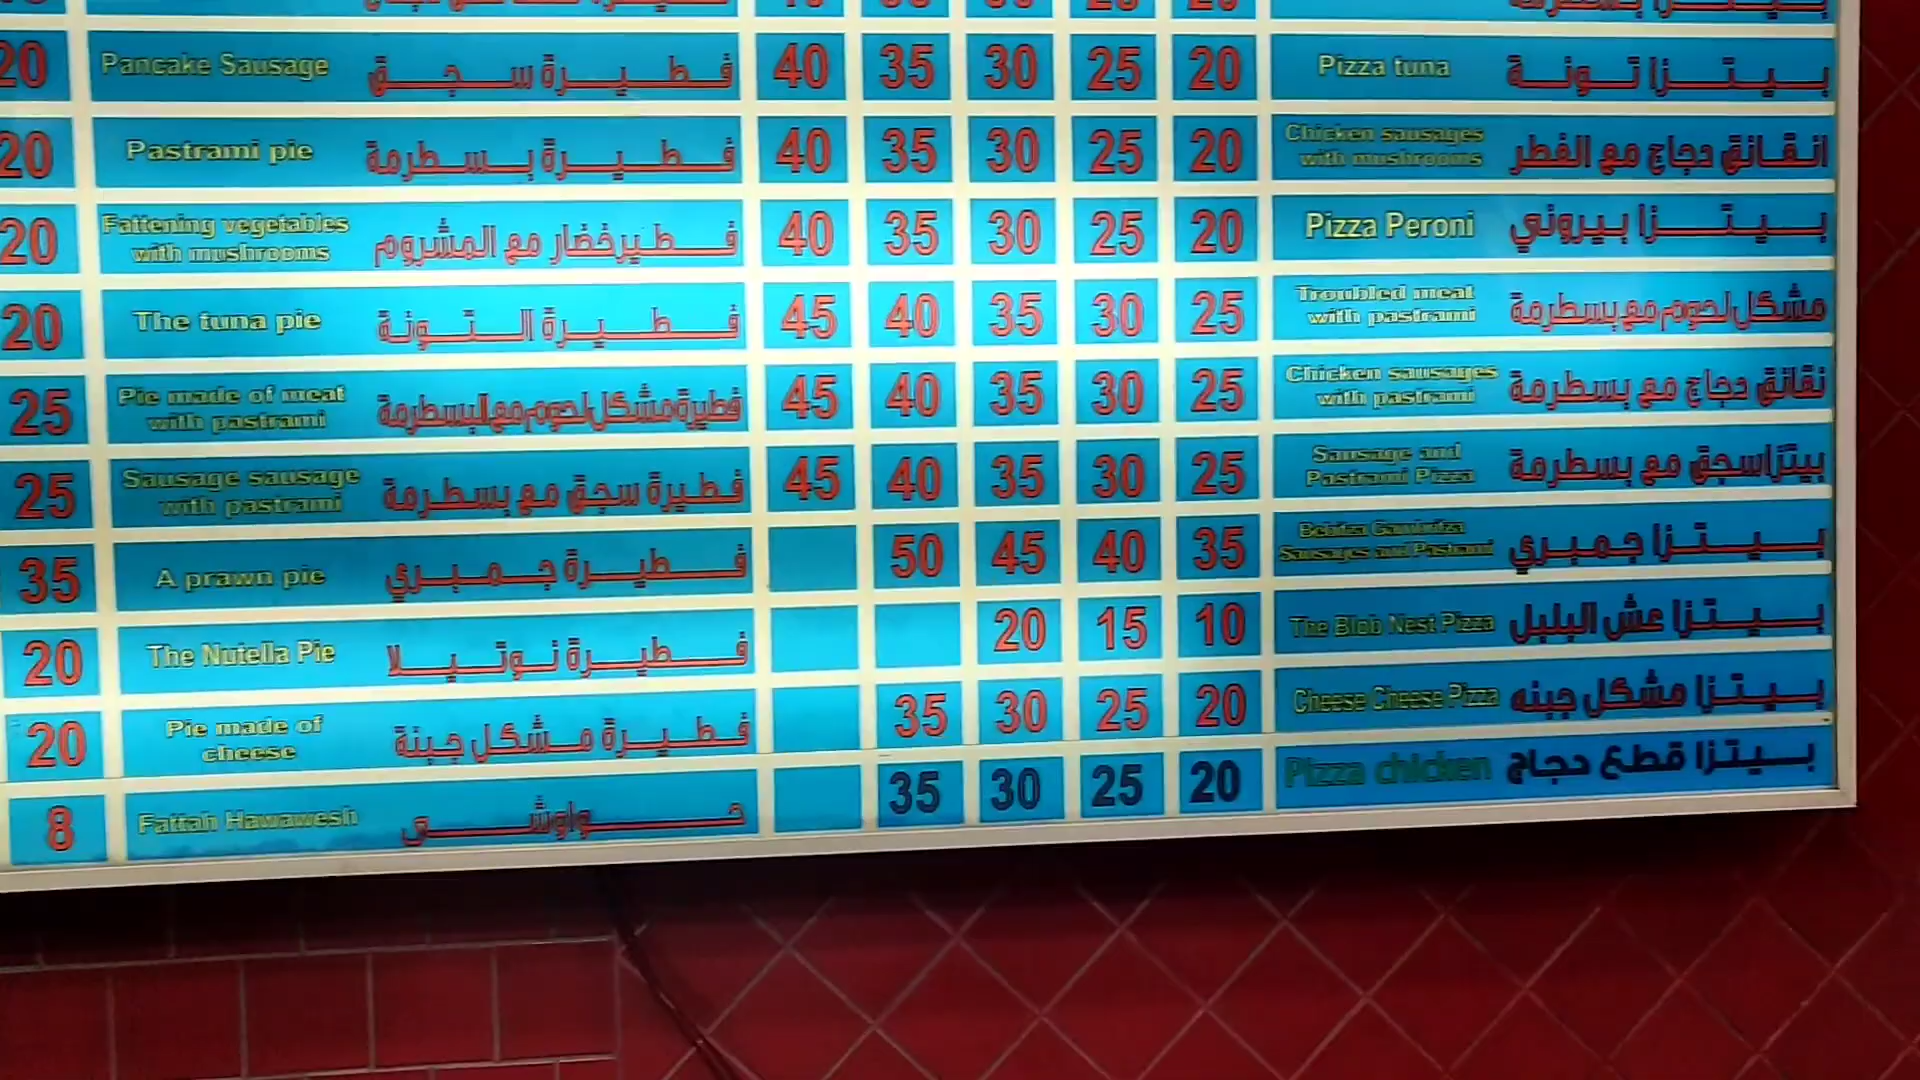 20 Pancake Sausage فطيرة سجق 40 35 30 25 20 Pizza tuna بيتزا تونة
20 Pastrami pie فطيرة بسطرمة 40 35 30 25 20 Chicken sausages with mushrooms انقانق دجاج مع الفطر
20 Fattening vegetables with mushrooms فطيرخضار مع المشروم 40 35 30 25 20 Pizza Peroni بيتزا بيروني
20 The tuna pie فطيرة التونة 45 40 35 30 25 Troubled meat with pastrami مشكل لحوم مع بسطرمة
25 Pie made of meat with pastrami فطيرة مشكل لحوم مع البسطرمة 45 40 35 30 25 Chicken sausages with pastrami نقانق دجاج مع بسطرمة
25 Sausage sausage with pastrami فطيرة سجق مع بسطرمة 45 40 35 30 25 Sausage and Pastrami Pizza بيتزاسجق مع بسطرمة
35 A prawn pie فطيرة جمبري 50 45 40 35 Sausages and Pastrami بيتزا جمبري
20 The Nutella Pie فطيرة نوتيلا 20 15 10 The Blob Nest Pizza بيتزا عش البلبل
20 Pie made of cheese فطيرة مشكل جبنة 35 30 25 20 Cheese Cheese Pizza بيتزا مشكل جبنه
8 Fattah Hawawesh حواوشى 35 30 25 20 Pizza chicken بيتزا قطع دجاج